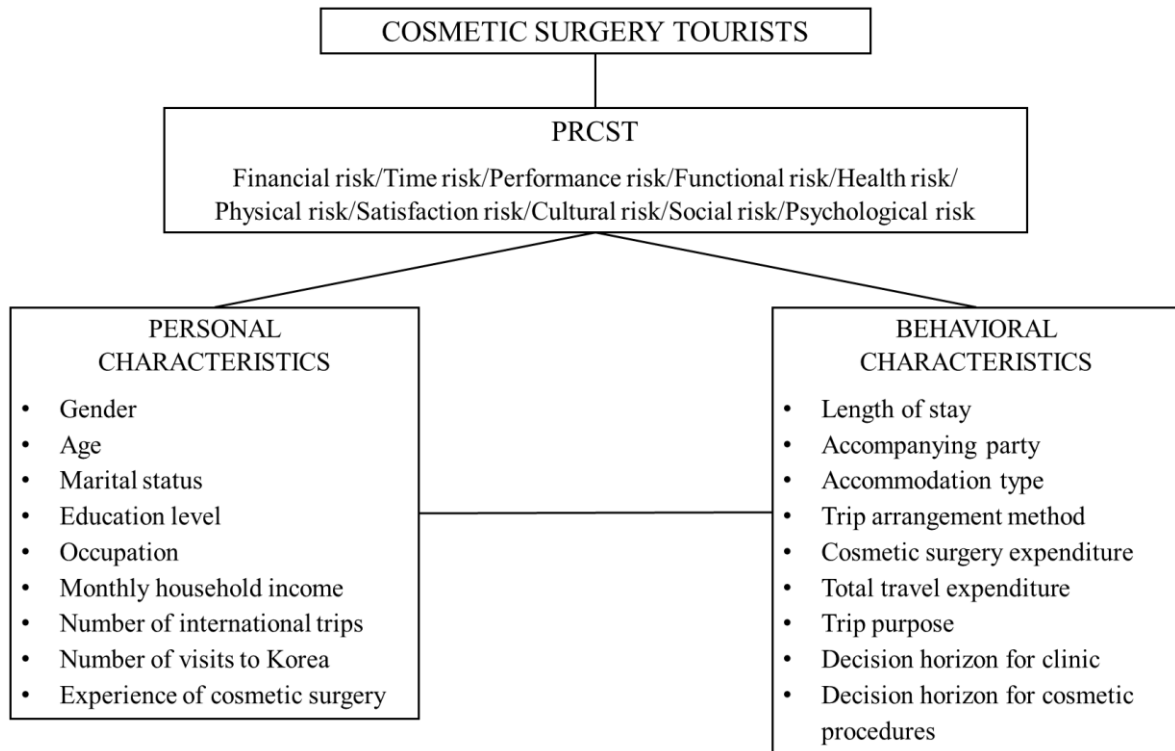 COSMETIC SURGERY TOURISTS
PRCST
Financial risk/Time risk/Performance risk/Functional risk/Health risk/
Physical risk/Satisfaction risk/Cultural risk/Social risk/Psychological risk
PERSONAL
CHARACTERISTICS
• Gender
• Age
• Marital status
• Education level
• Occupation
• Monthly household income
• Number of international trips
• Number of visits to Korea
• Experience of cosmetic surgery
BEHAVIORAL
CHARACTERISTICS
• Length of stay
• Accompanying party
• Accommodation type
• Trip arrangement method
• Cosmetic surgery expenditure
• Total travel expenditure
• Trip purpose
• Decision horizon for clinic
• Decision horizon for cosmetic
procedures